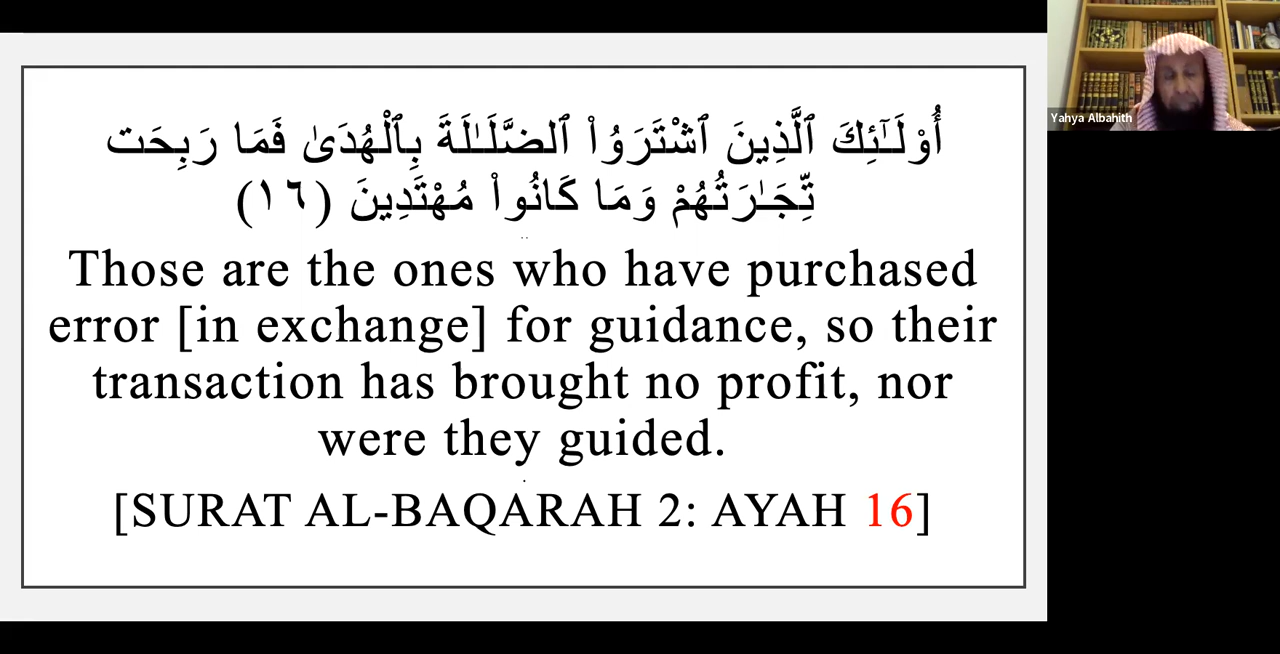 أُو۟لَـٰٓئِكَ ٱلَّذِينَ ٱشْتَرَوُا۟ ٱلضَّلَـٰلَةَ بِٱلْهُدَىٰ فَمَا رَبِحَت
تِّجَـٰرَتُهُمْ وَمَا كَانُوا۟ مُهْتَدِينَ (١٦)
Those are the ones who have purchased
error [in exchange] for guidance, so their
transaction has brought no profit, nor
were they guided.
[SURAT AL-BAQARAH 2: AYAH 16]
Yahya Albahith